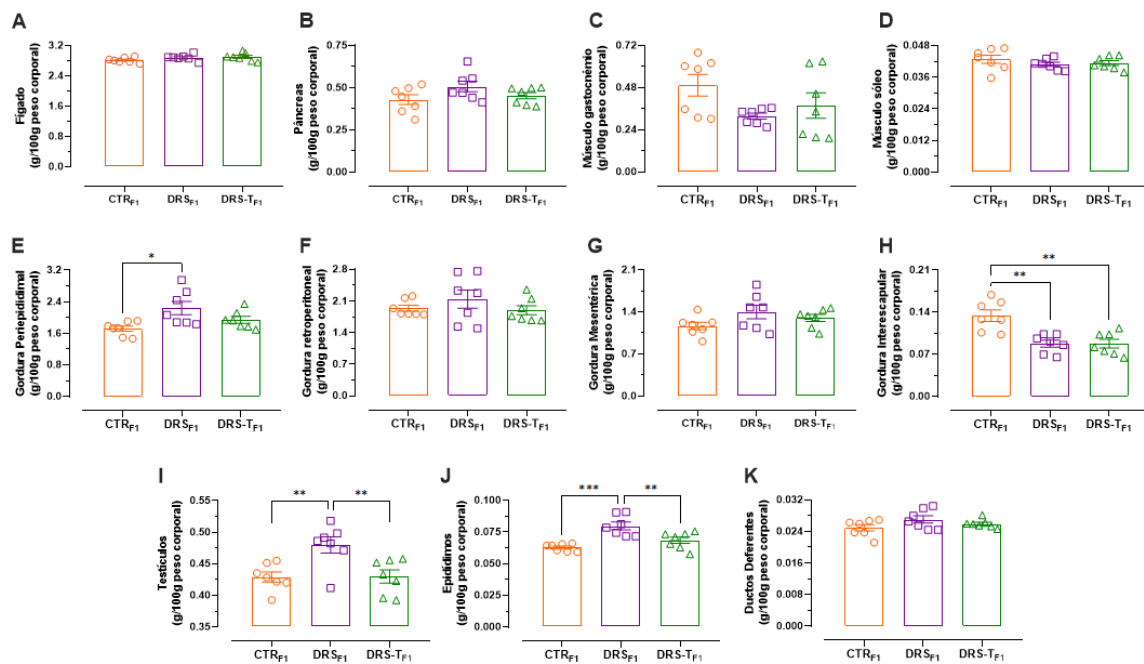 A
Fígado
(g/100g peso corporal)
3.2
2.4
1.6
0.8
0.0
CTRF1
DRSF1
DRS-TF1
B
Pâncreas
(g/100g peso corporal)
0.75
0.50
0.25
0.00
CTRF1
DRSF1
DRS-TF1
C
Músculo gastocnérnio
(g/100g peso corporal)
0.72
0.48
0.24
0.00
CTRF1
DRSF1
DRS-TF1
D
Músculo sóleo
(g/100g peso corporal)
0.048
0.036
0.024
0.012
0.000
CTRF1
DRSF1
DRS-TF1
E
Gordura Periepididimal
(g/100g peso corporal)
3.2
2.4
1.6
0.8
0.0
*
CTRF1
DRSF1
DRS-TF1
F
Gordura retroperitoneal
(g/100g peso corporal)
2.8
2.1
1.4
0.7
0.0
CTRF1
DRSF1
DRS-TF1
G
Gordura Mesentérica
(g/100g peso corporal)
2.1
1.4
0.7
0.0
CTRF1
DRSF1
DRS-TF1
H
Gordura Interescapular
(g/100g peso corporal)
0.21
0.14
0.07
0.00
**
**
CTRF1
DRSF1
DRS-TF1
I
Testículos
(g/100g peso corporal)
0.55
0.50
0.45
0.40
0.35
**
**
CTRF1
DRSF1
DRS-TF1
J
Epidídimos
(g/100g peso corporal)
0.100
0.075
0.050
0.025
0.000
***
**
CTRF1
DRSF1
DRS-TF1
K
Ductos Defferentes
(g/100g peso corporal)
0.032
0.024
0.016
0.008
0.000
CTRF1
DRSF1
DRS-TF1